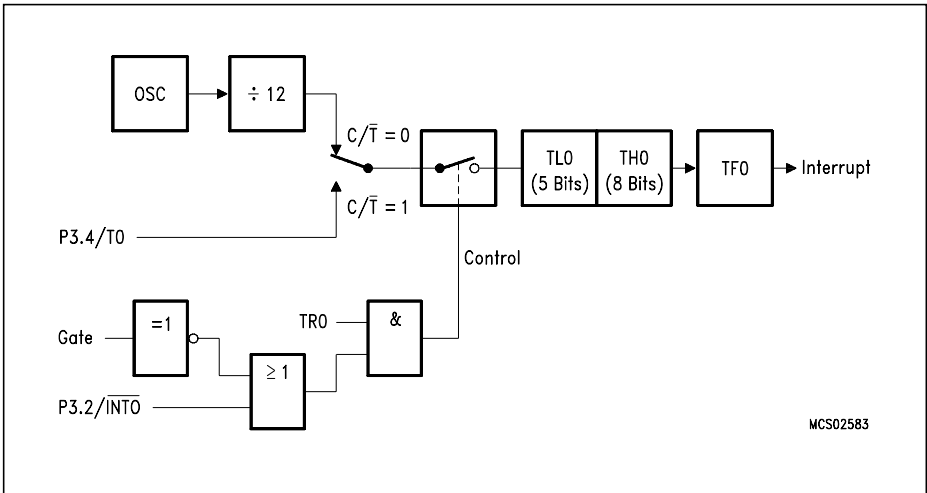 OSC
÷ 12
C/T̅ = 0
C/T̅ = 1
P3.4/T0
TL0
(5 Bits)
TH0
(8 Bits)
TF0
Interrupt
Control
Gate
=1
TR0
&
≥ 1
P3.2/I̅N̅T̅0̅
MCS02583